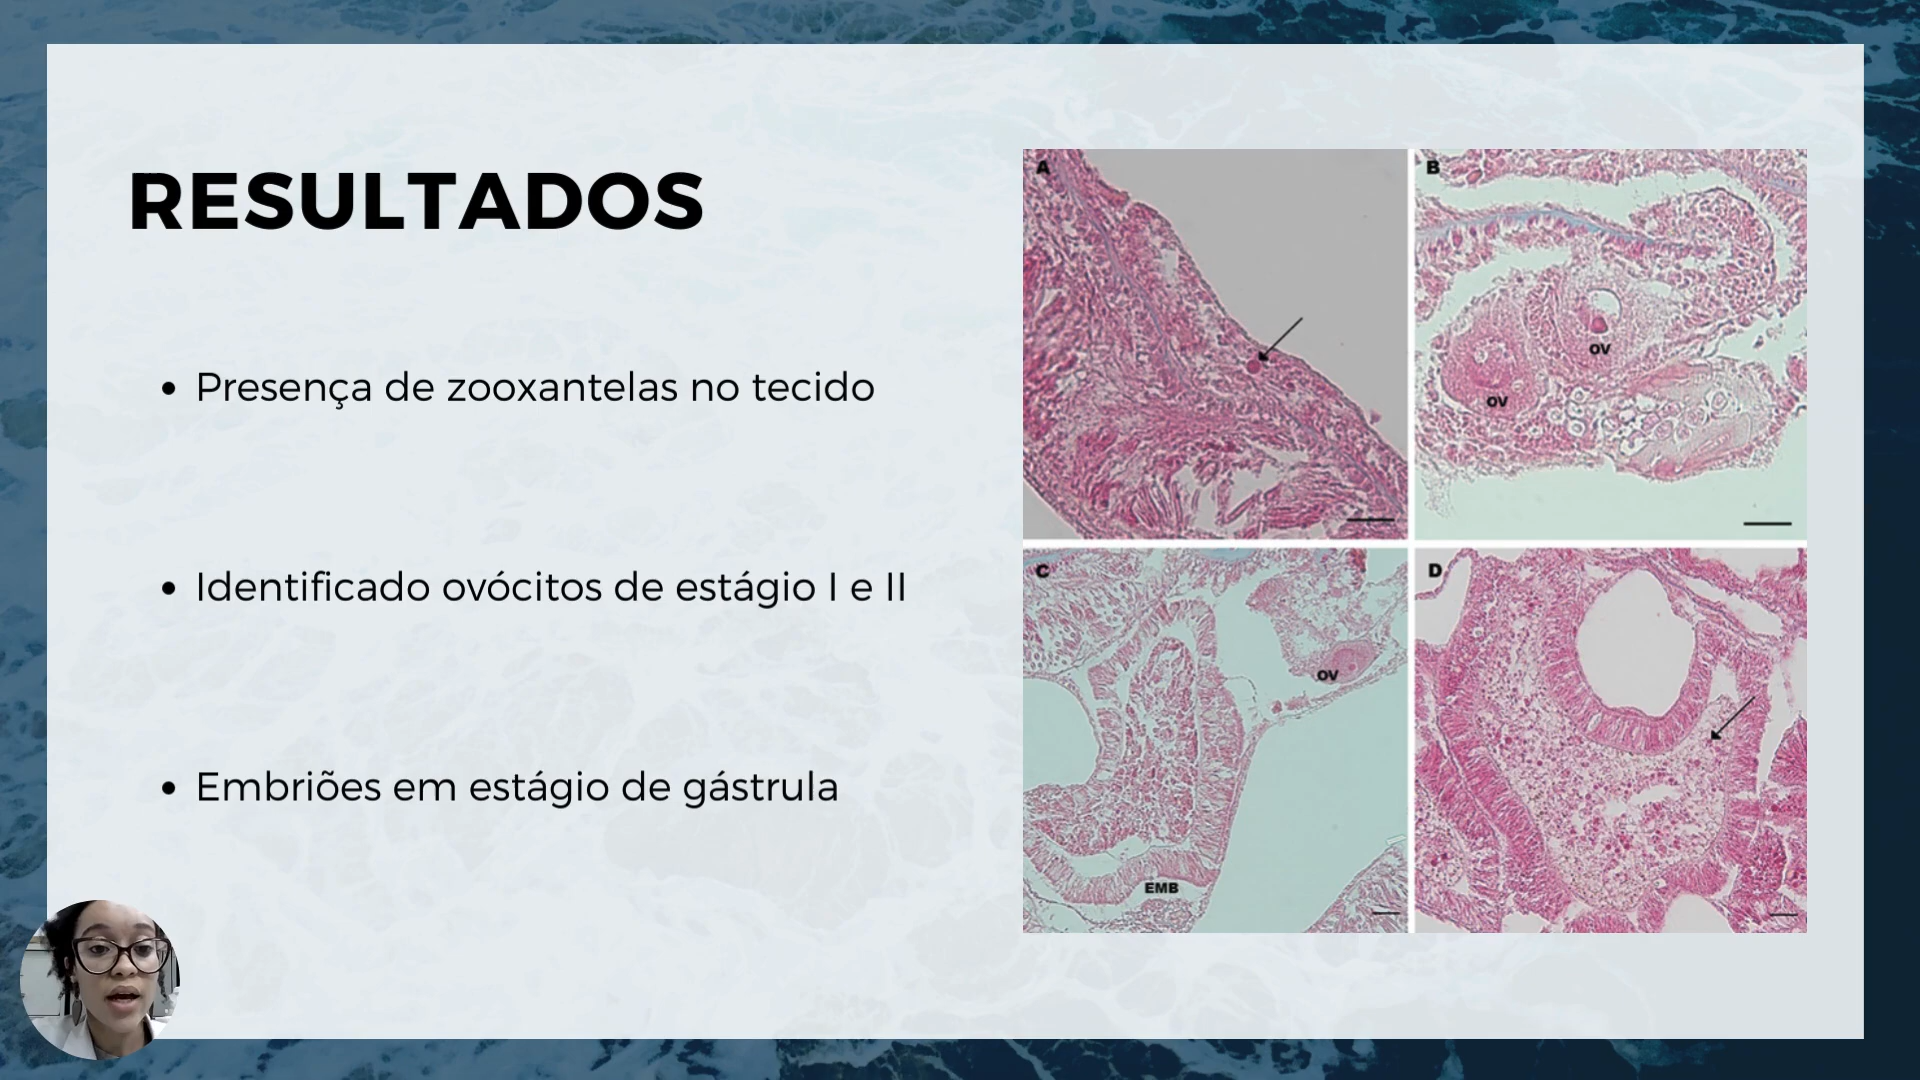 RESULTADOS
• Presença de zooxantelas no tecido
• Identificado ovócitos de estágio I e II
• Embriões em estágio de gástrula
A
B
OV
OV
C
D
OV
EMB